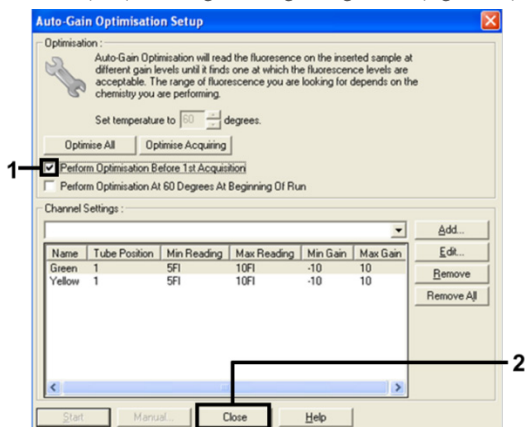 Auto-Gain Optimisation Setup
Optimisation :
Auto-Gain Optimisation will read the fluoresence on the inserted sample at
different gain levels until it finds one at which the fluorescence levels are
acceptable. The range of fluorescence you are looking for depends on the
chemistry you are performing.
Set temperature to 60 degrees.
Optimise All Optimise Acquiring
1
Perform Optimisation Before 1st Acquisition
Perform Optimisation At 60 Degrees At Beginning Of Run
Channel Settings :
Add...
Name Tube Position Min Reading Max Reading Min Gain Max Gain Edit...
Green 1 5Fl 10Fl -10 10
Yellow 1 5Fl 10Fl -10 10
Remove
Remove All
2
Start Manual... Close Help